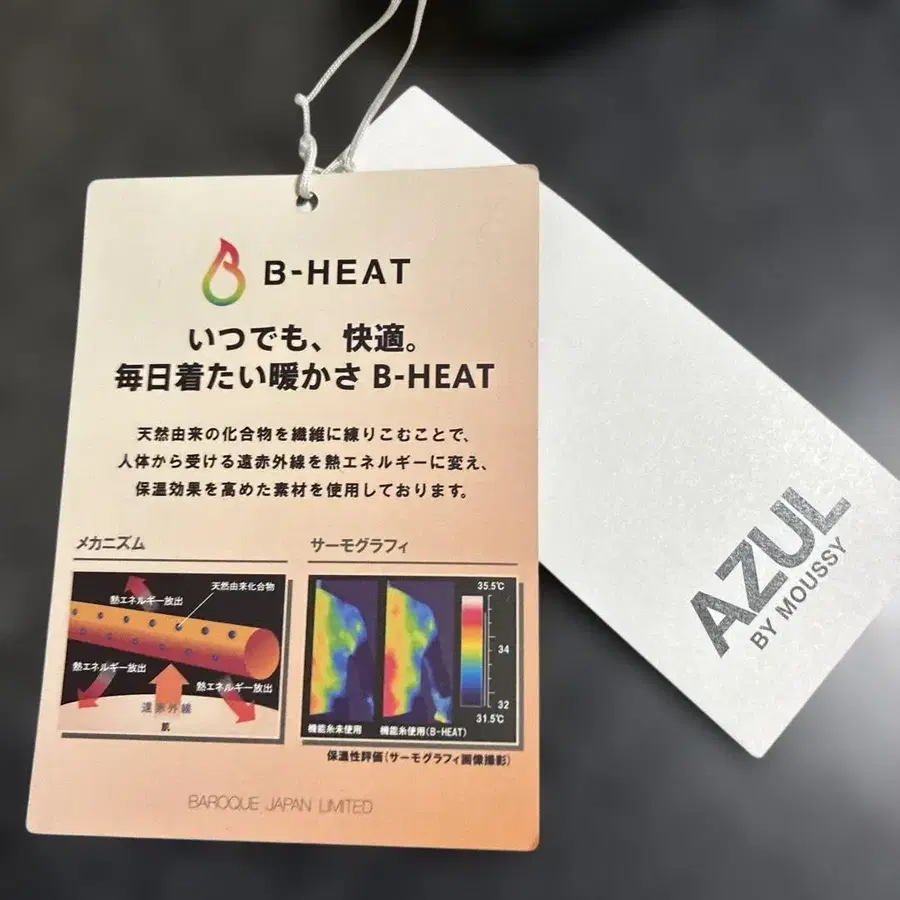 B-HEAT
いつでも、快適。
毎日着たい暖かさ B-HEAT
天然由来の化合物を繊維に練りこむことで、
人体から受ける遠赤外線を熱エネルギーに変え、
保温効果を高めた素材を使用しております。
メカニズム
熱エネルギー放出
天然由来化合物
熱エネルギー放出
熱エネルギー放出
遠赤外線
肌
サーモグラフィ
35.5℃
34
32
31.5℃
機能糸未使用
機能糸使用(B-HEAT)
保温性評価(サーモグラフィ画像撮影)
BAROQUE JAPAN LIMITED
AZUL
BY MOUSSY